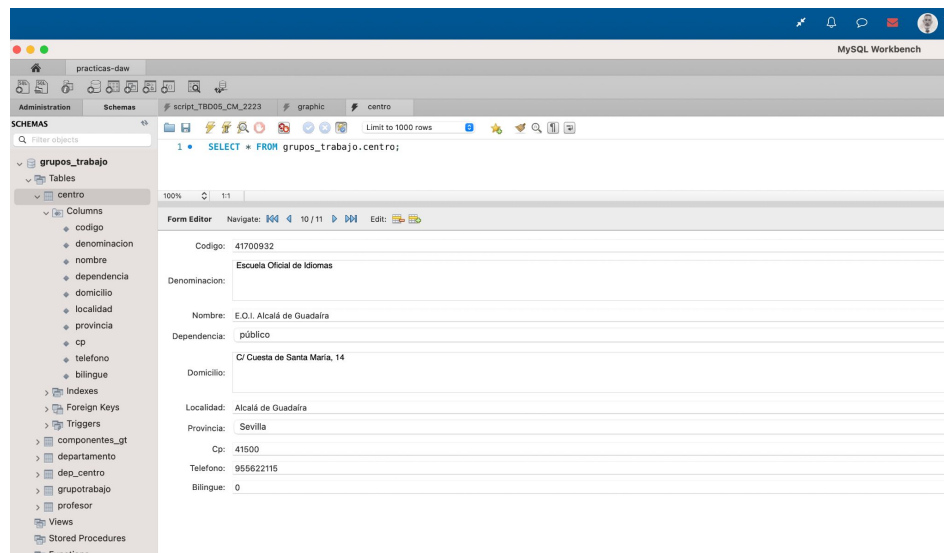 MySQL Workbench
practicas-daw
Administration Schemas script_TBD05_CM_2223 graphic centro
SCHEMAS
Filter objects
Limit to 1000 rows
1 SELECT * FROM grupos_trabajo.centro;
grupos_trabajo
Tables
centro
Columns
codigo
denominacion
nombre
dependencia
domicilio
localidad
provincia
cp
telefono
bilingue
Indexes
Foreign Keys
Triggers
componentes_gt
departamento
dep_centro
grupotrabajo
profesor
Views
Stored Procedures
100% 1:1
Form Editor Navigate: 10 / 11 Edit:
Codigo: 41700932
Denominacion: Escuela Oficial de Idiomas
Nombre: E.O.I. Alcalá de Guadaíra
Dependencia: público
Domicilio: C/ Cuesta de Santa María, 14
Localidad: Alcalá de Guadaíra
Provincia: Sevilla
Cp: 41500
Telefono: 955622115
Bilingue: 0